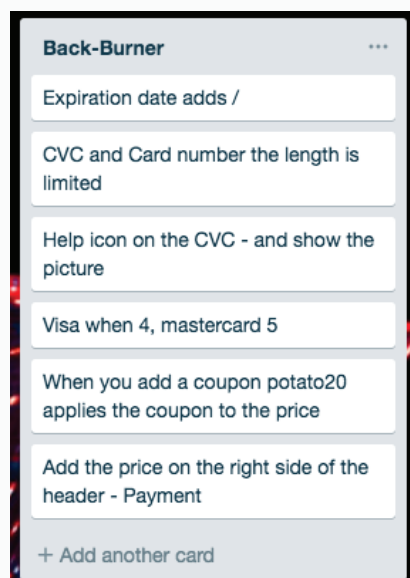 Back-Burner
Expiration date adds /
CVC and Card number the length is
limited
Help icon on the CVC - and show the
picture
Visa when 4, mastercard 5
When you add a coupon potato20
applies the coupon to the price
Add the price on the right side of the
header - Payment
+ Add another card